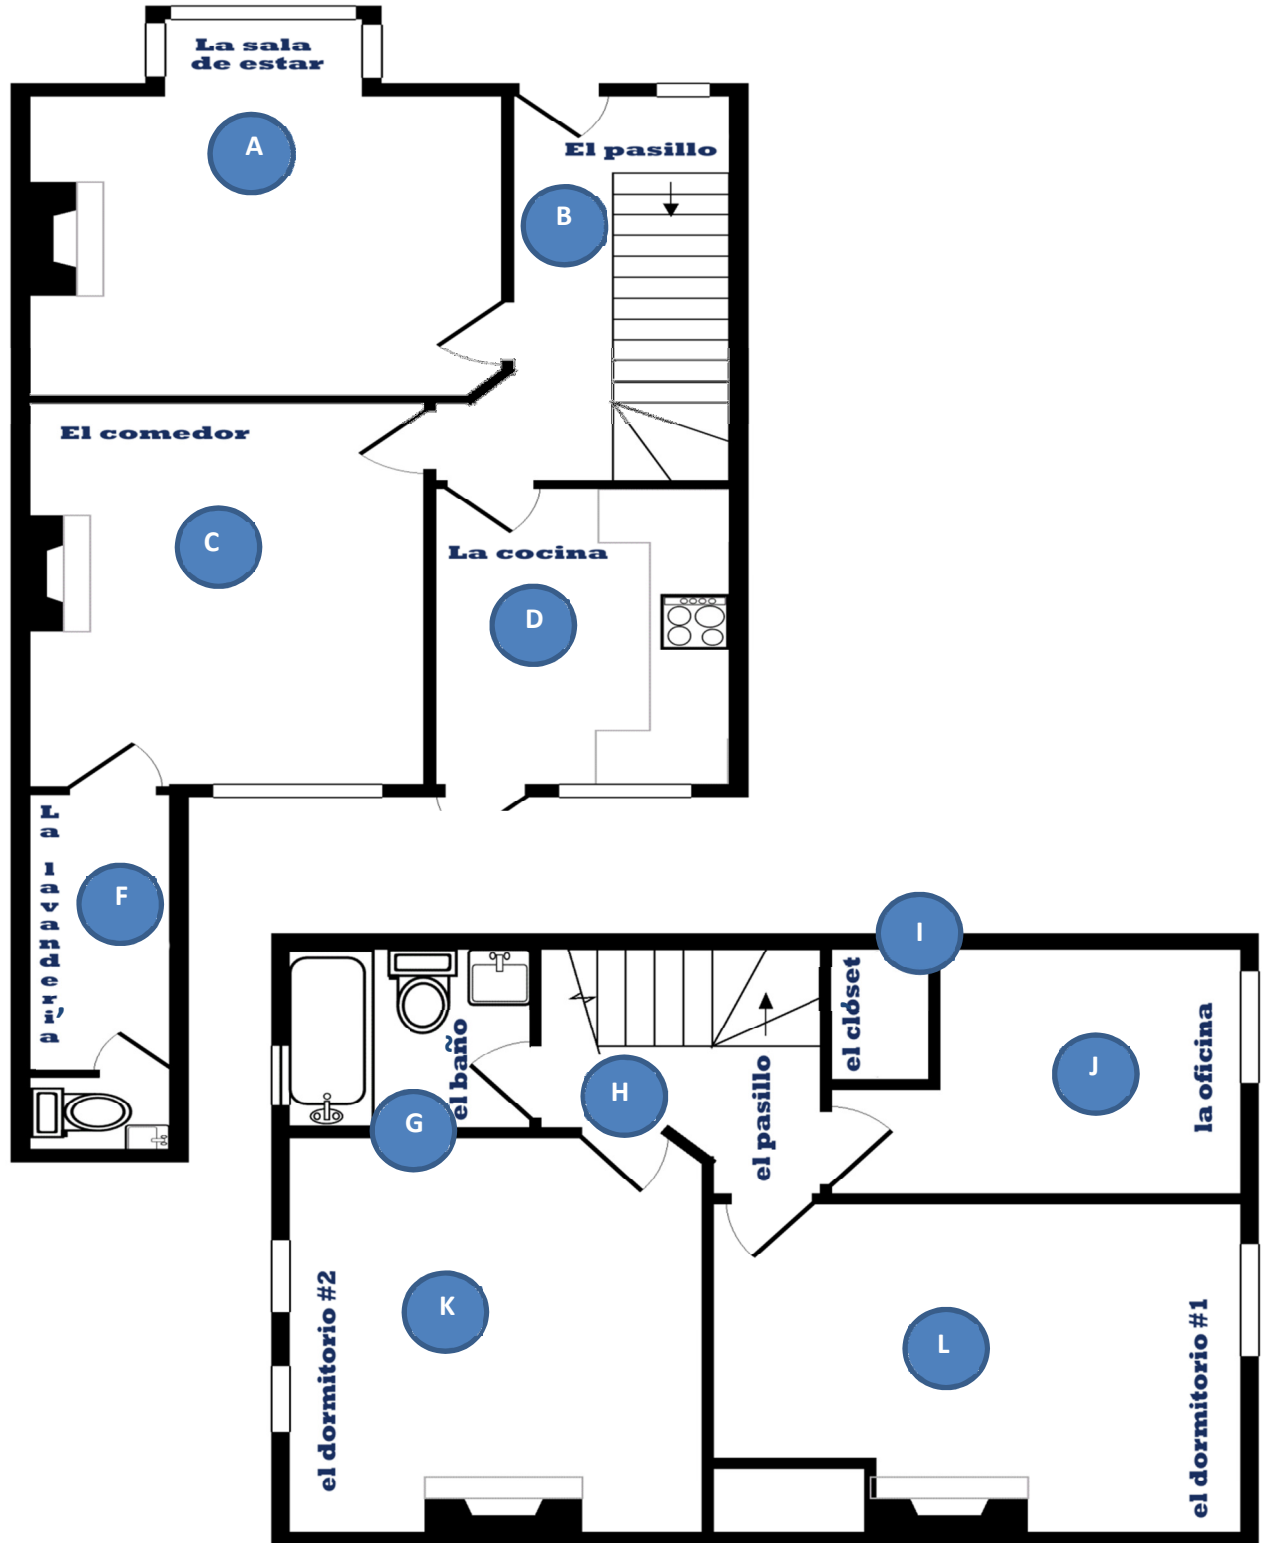 La sala
de estar
A
El pasillo
B
El comedor
C
La cocina
D
La lavandería
F
I
el clóset
J
la oficina
el baño
G
H
el pasillo
K
el dormitorio #2
L
el dormitorio #1